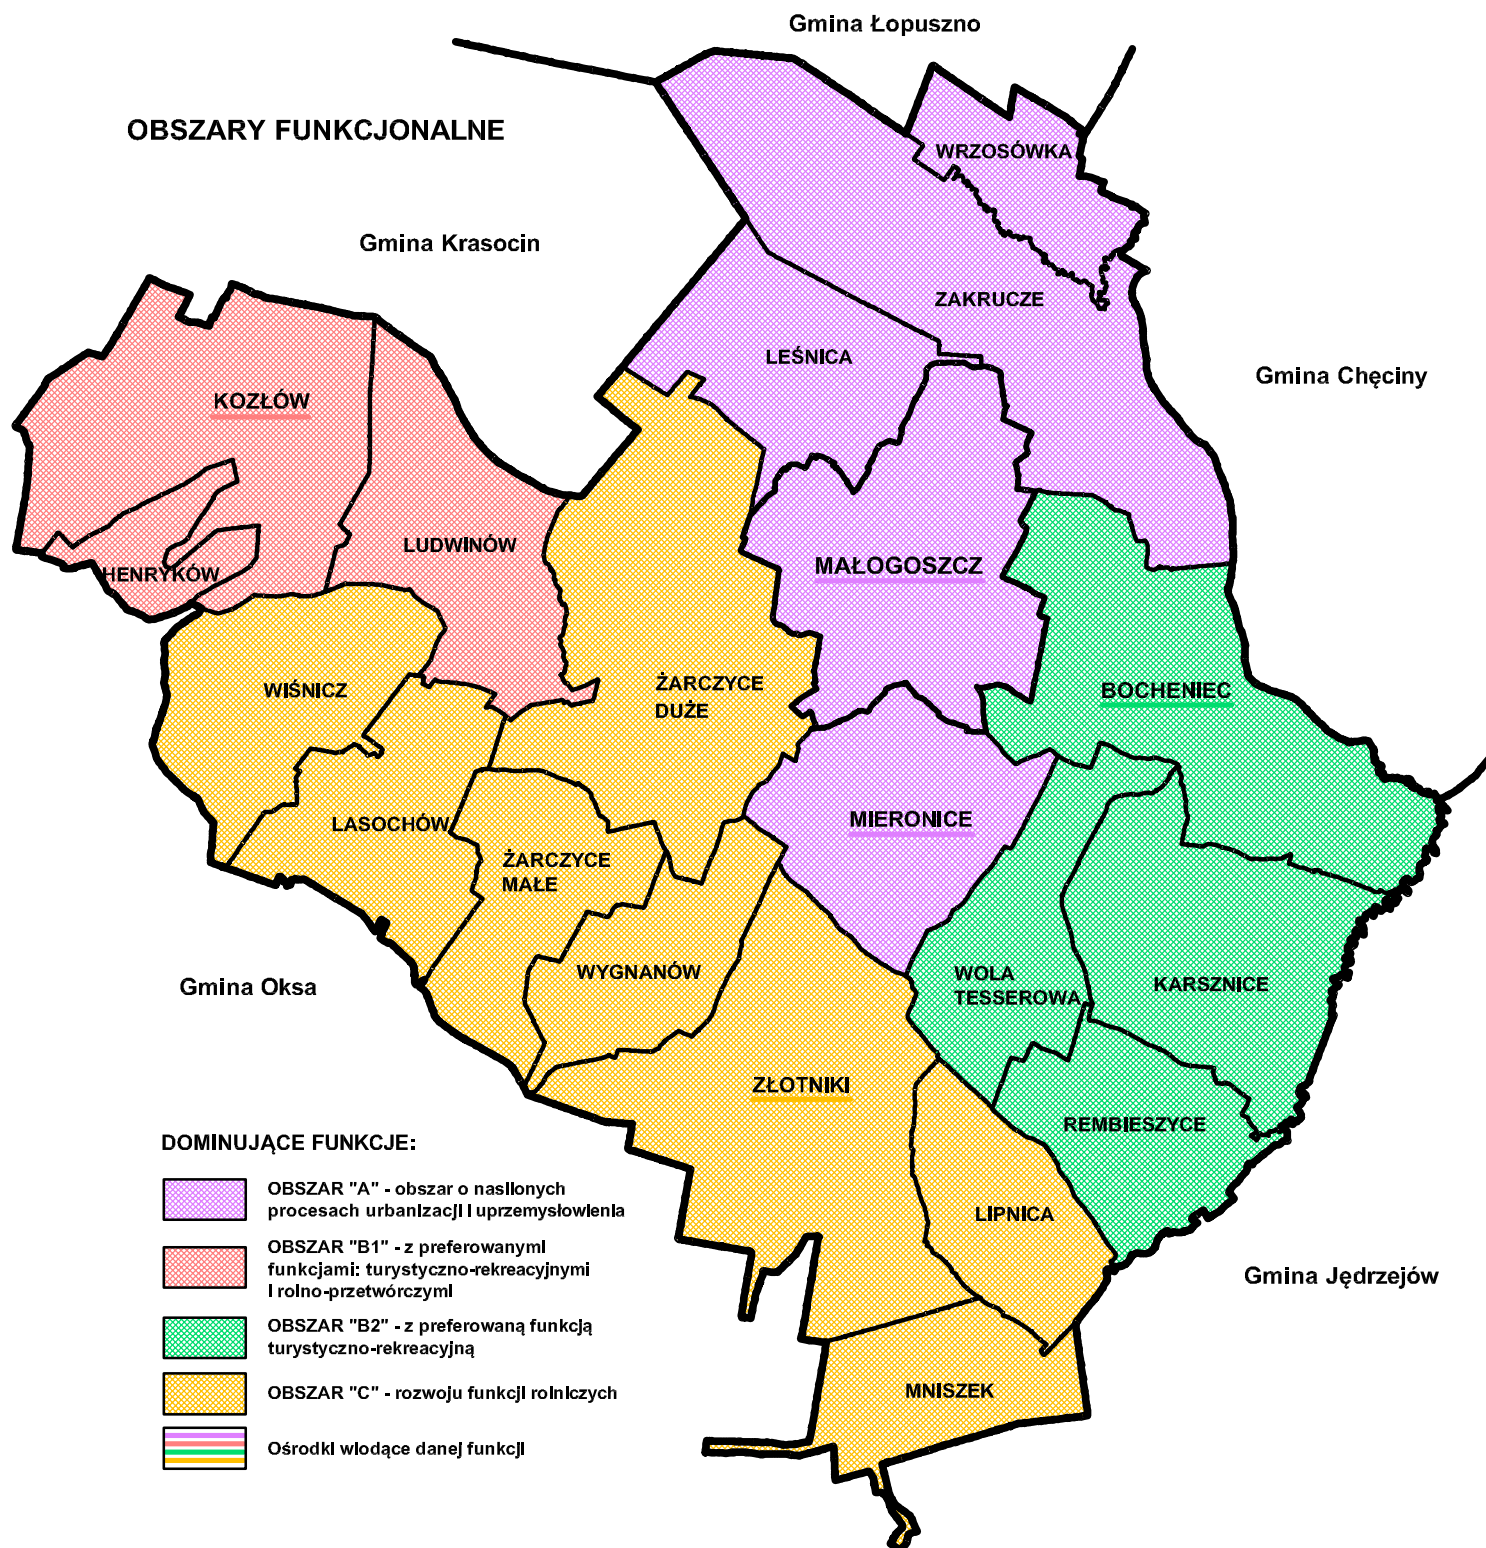 Gmina Łopuszno
OBSZARY FUNKCJONALNE
WRZOSÓWKA
Gmina Krasocin
ZAKRUCZE
LEŚNICA
Gmina Chęciny
KOZŁÓW
LUDWINÓW
MAŁOGOSZCZ
HENRYKÓW
WIŚNICZ
ŻARCZYCE
DUŻE
BOCHENIEC
LASOCHÓW
MIERONICE
ŻARCZYCE
MAŁE
WYGNANÓW
WOLA
TESSEROWA
KARSZNICE
Gmina Oksa
ZŁOTNIKI
REMBIESZYCE
LIPNICA
Gmina Jędrzejów
MNISZEK
DOMINUJĄCE FUNKCJE:
OBSZAR "A" - obszar o nasilonych
procesach urbanizacji i uprzemysłowienia
OBSZAR "B1" - z preferowanymi
funkcjami: turystyczno-rekreacyjnymi
i rolno-przetwórczymi
OBSZAR "B2" - z preferowaną funkcją
turystyczno-rekreacyjną
OBSZAR "C" - rozwoju funkcji rolniczych
Ośrodki wiodące danej funkcji